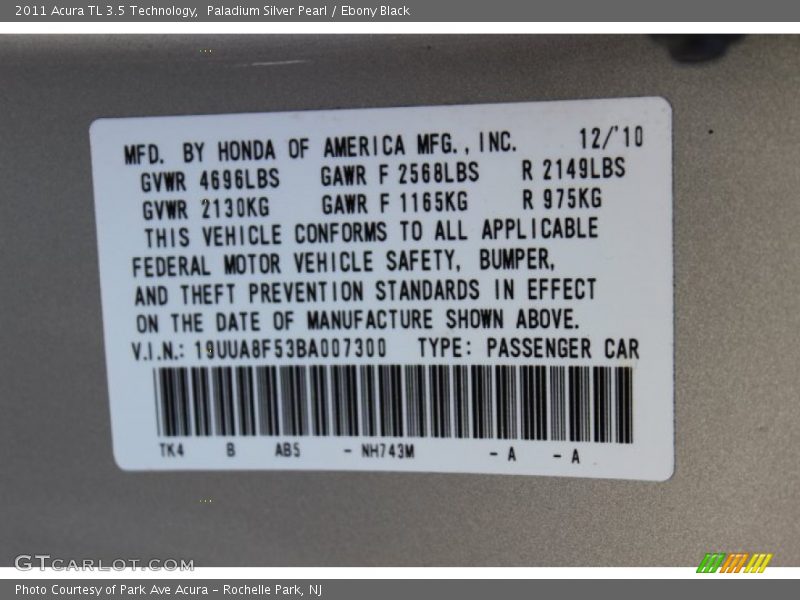 2011 Acura TL 3.5 Technology,  Paladium Silver Pearl / Ebony Black
MFD. BY HONDA OF AMERICA MFG., INC. 12/'10
GVWR 4696LBS GAWR F 2568LBS R 2149LBS
GVWR 2130KG GAWR F 1165KG R 975KG
THIS VEHICLE CONFORMS TO ALL APPLICABLE
FEDERAL MOTOR VEHICLE SAFETY, BUMPER,
AND THEFT PREVENTION STANDARDS IN EFFECT
ON THE DATE OF MANUFACTURE SHOWN ABOVE.
V.I.N.: 19UUA8F53BA007300 TYPE: PASSENGER CAR
TK4 B AB5 - NH743M - A - A
GTCARLOT.COM
Photo Courtesy of Park Ave Acura - Rochelle Park, NJ